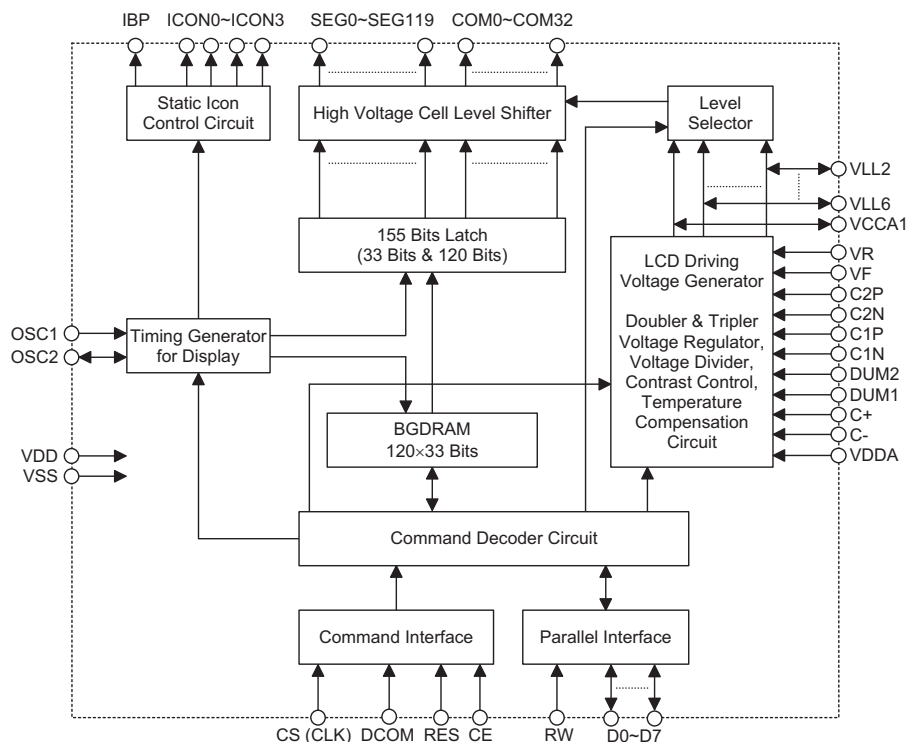 IBP ICON0~ICON3 SEG0~SEG119 COM0~COM32
Static Icon
Control Circuit
High Voltage Cell Level Shifter
Level
Selector
VLL2
VLL6
VCCA1
155 Bits Latch
(33 Bits & 120 Bits)
LCD Driving
Voltage Generator
Doubler & Tripler
Voltage Regulator,
Voltage Divider,
Contrast Control,
Temperature
Compensation
Circuit
VR
VF
C2P
C2N
C1P
C1N
DUM2
DUM1
C+
C-
VDDA
OSC1
OSC2
Timing Generator
for Display
BGDRAM
120×33 Bits
VDD
VSS
Command Decoder Circuit
Command Interface
Parallel Interface
CS (CLK) DCOM RES CE RW D0~D7